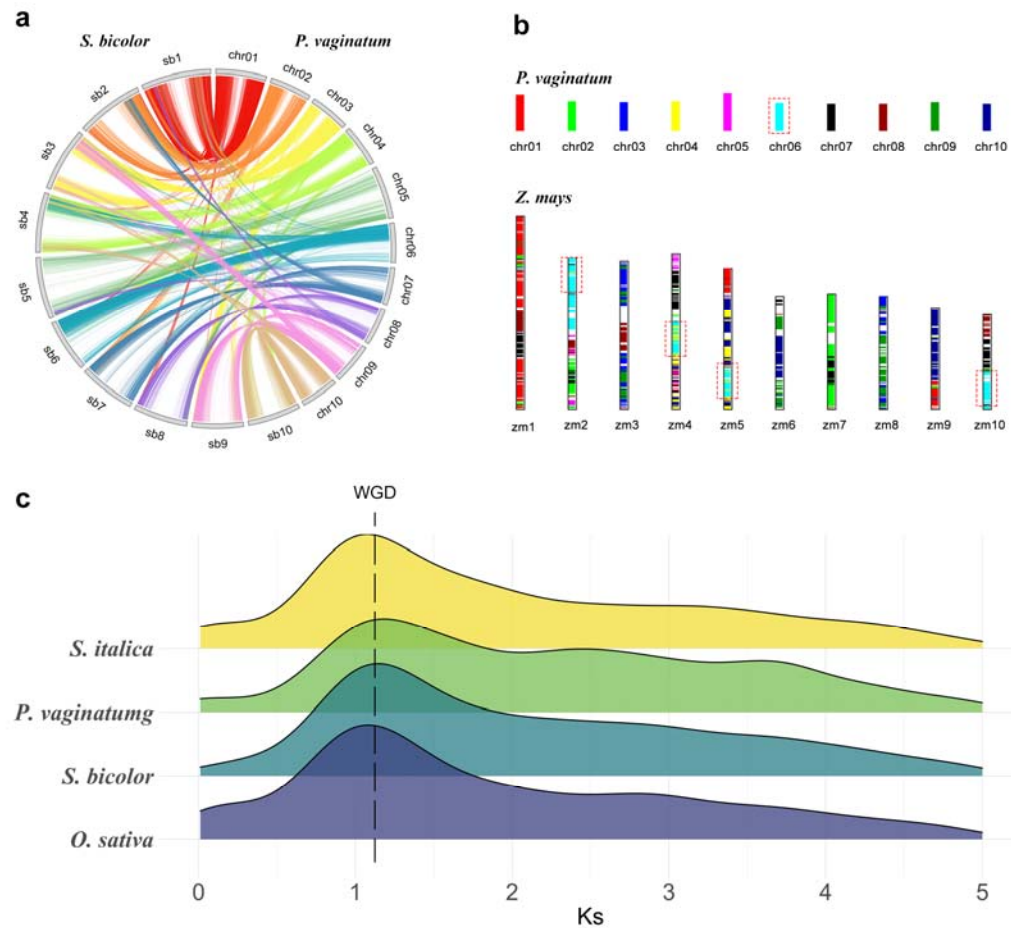 a
S. bicolor
P. vaginatum
sb1
chr01
sb2
chr02
sb3
chr03
sb4
chr04
sb5
chr05
sb6
chr06
sb7
chr07
sb8
chr08
sb9
chr09
sb10
chr10
b
P. vaginatum
chr01 chr02 chr03 chr04 chr05 chr06 chr07 chr08 chr09 chr10
Z. mays
zm1 zm2 zm3 zm4 zm5 zm6 zm7 zm8 zm9 zm10
c
WGD
S. italica
P. vaginatumg
S. bicolor
O. sativa
0 1 2 3 4 5
Ks